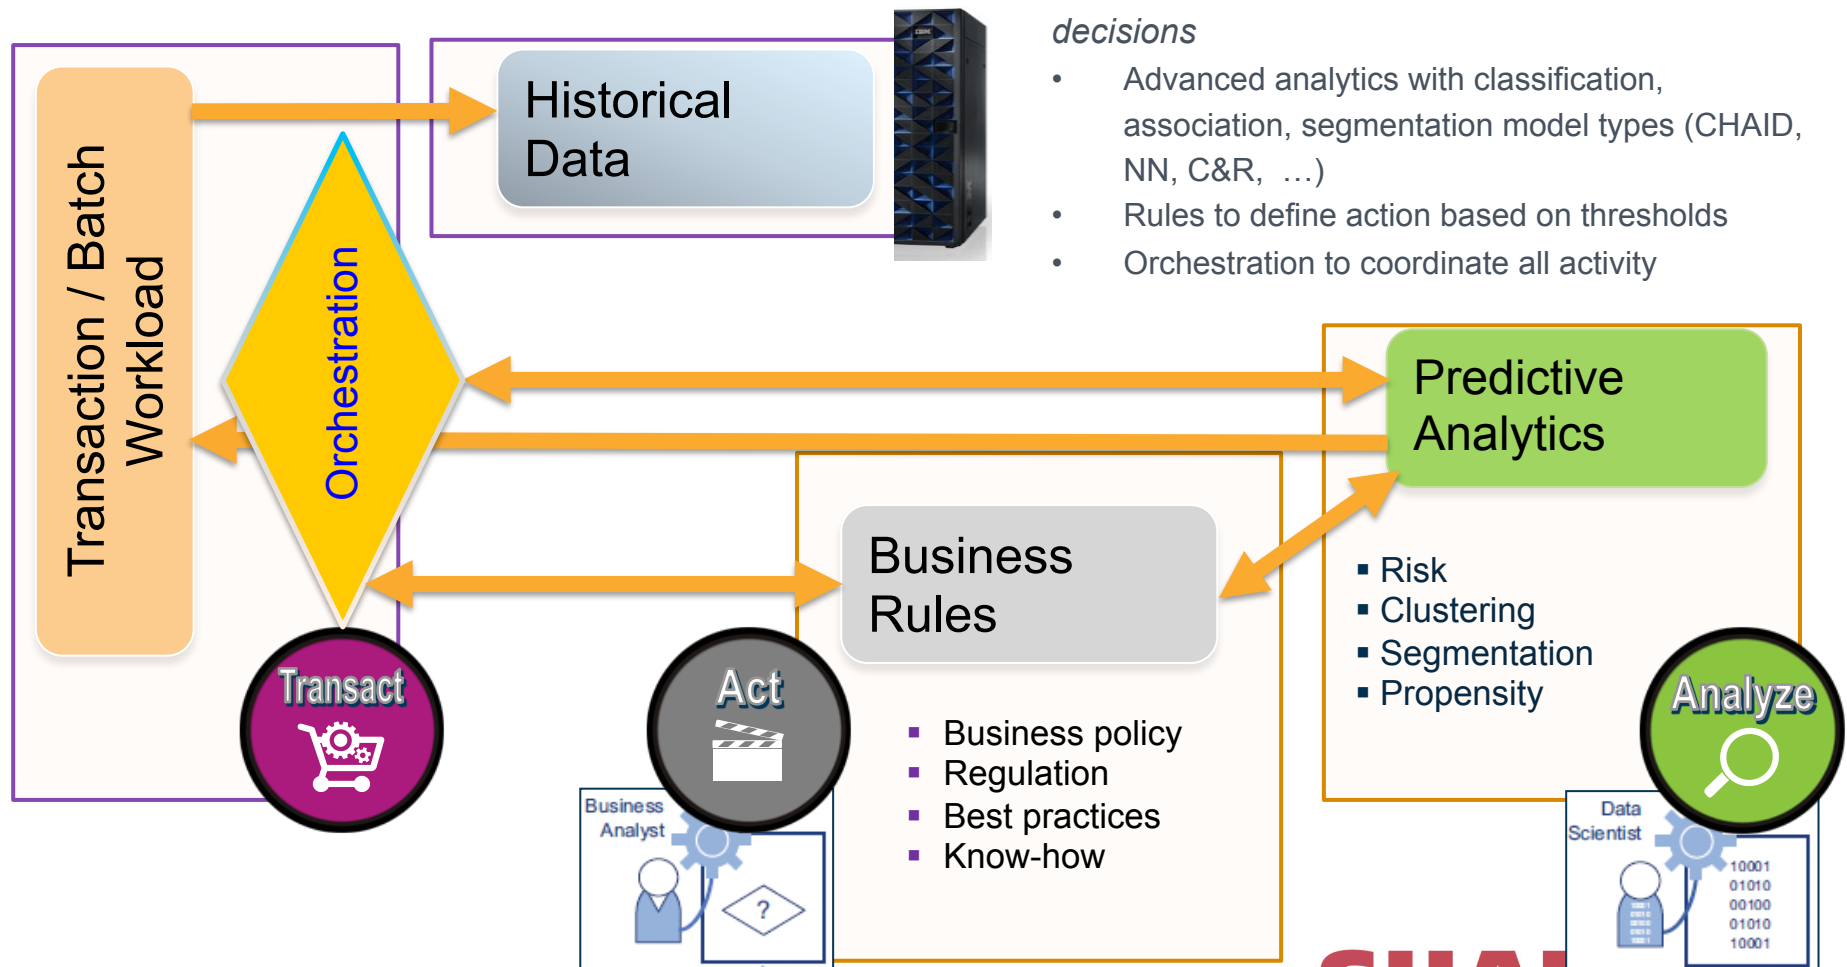 decisions
• Advanced analytics with classification,
association, segmentation model types (CHAID,
NN, C&R, …)
• Rules to define action based on thresholds
• Orchestration to coordinate all activity
Historical
Data
Transaction / Batch
Workload
Orchestration
Predictive
Analytics
▪ Risk
▪ Clustering
▪ Segmentation
▪ Propensity
Business
Rules
▪ Business policy
▪ Regulation
▪ Best practices
▪ Know-how
Transact
Act
Analyze
Business
Analyst
?
Data
Scientist
10001
01010
00100
01010
10001